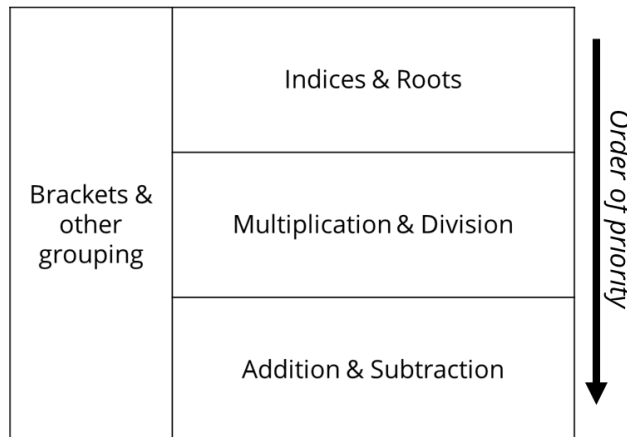 Brackets &
other
grouping
Indices & Roots
Multiplication & Division
Addition & Subtraction
Order of priority